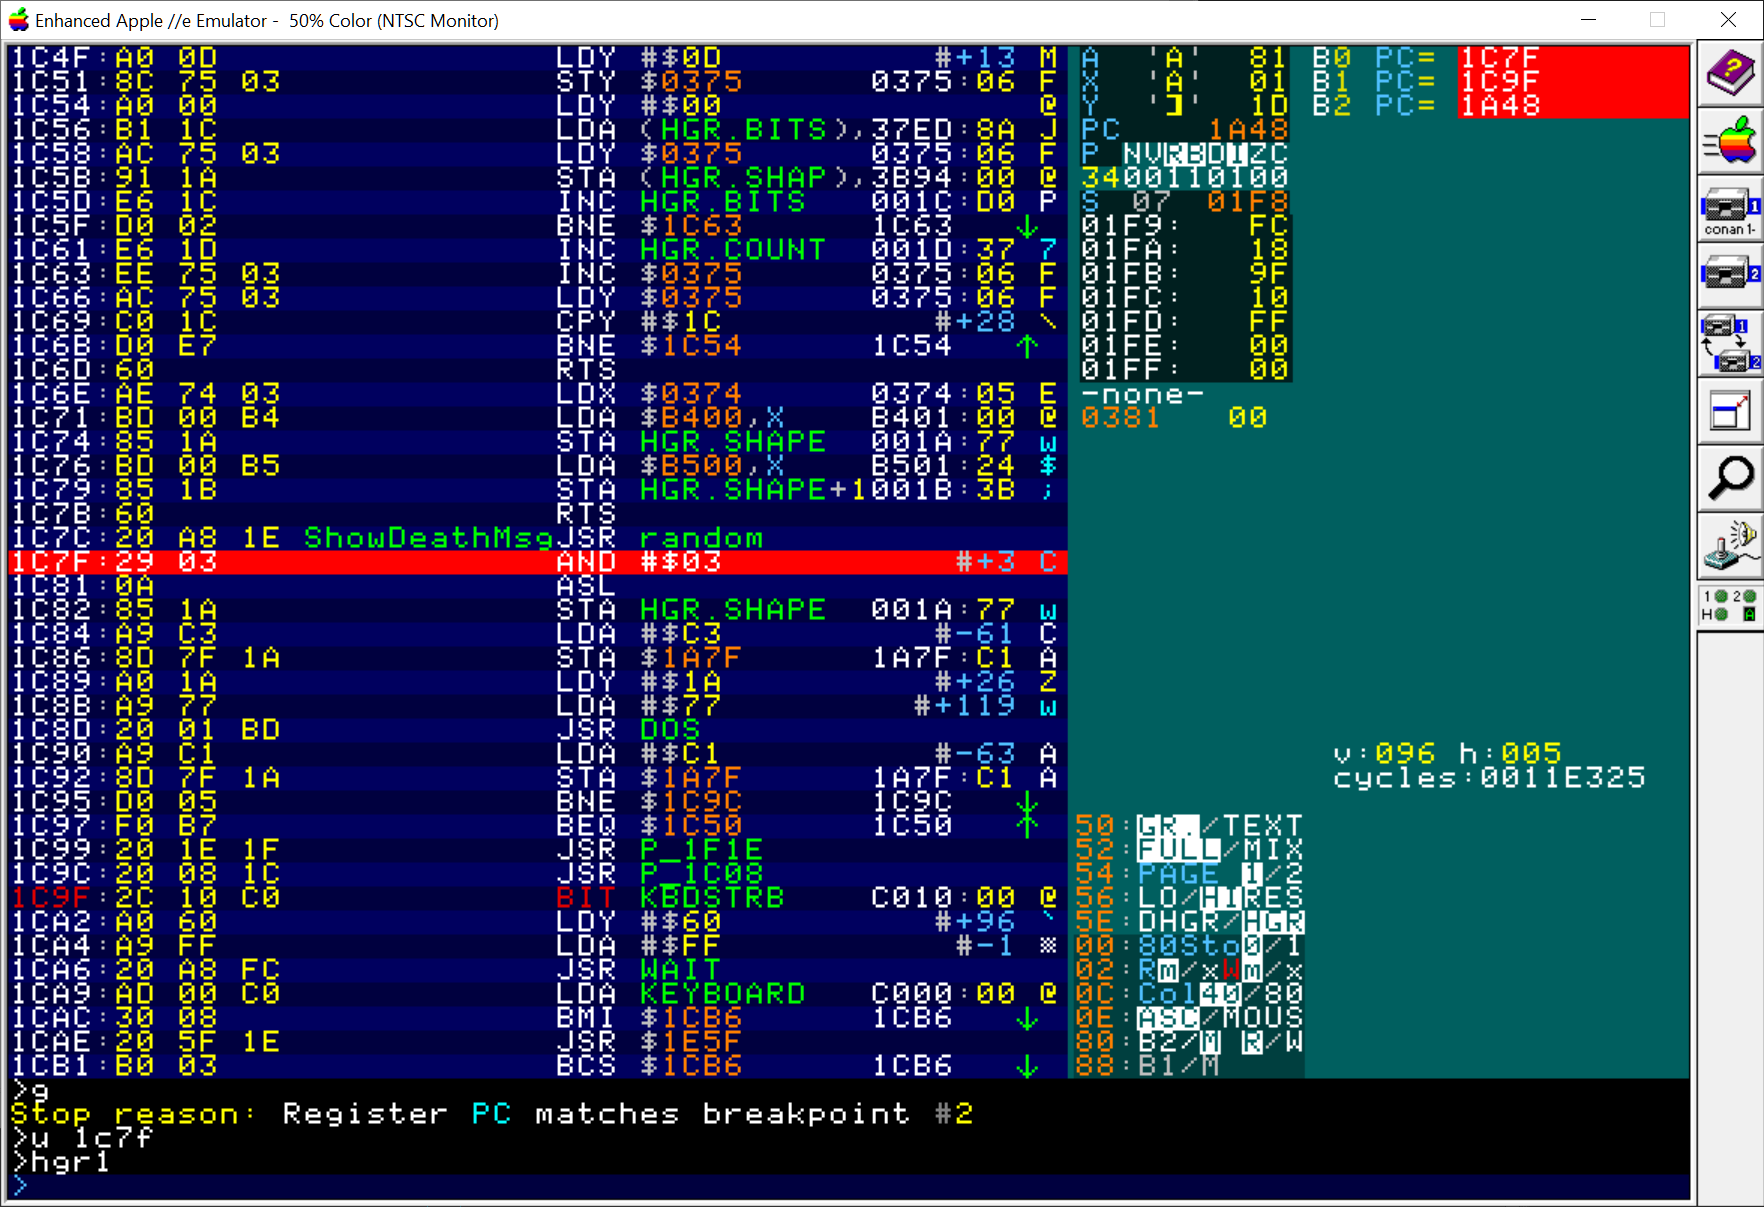 Enhanced Apple //e Emulator - 50% Color (NTSC Monitor)
1C4F:A0 0D LDY #$0D #+13 M
1C51:8C 75 03 STY $0375 0375:06 F
1C54:A0 00 LDY #$00 @
1C56:B1 1C LDA (HGR.BITS),37ED:8A J
1C58:AC 75 03 LDY $0375 0375:06 F
1C5B:91 1A STA (HGR.SHAP),3B94:00 @
1C5D:E6 1C INC HGR.BITS 001C:D0 P
1C5F:D0 02 BNE $1C63 1C63 ↓
1C61:E6 1D INC HGR.COUNT 001D:37 7
1C63:EE 75 03 INC $0375 0375:06 F
1C66:AC 75 03 LDY $0375 0375:06 F
1C69:C0 1C CPY #$1C #+28 \
1C6B:D0 E7 BNE $1C54 1C54 ↑
1C6D:60 RTS
1C6E:AE 74 03 LDX $0374 0374:05 E
1C71:BD 00 B4 LDA $B400,X B401:00 @
1C74:85 1A STA HGR.SHAPE 001A:77 w
1C76:BD 00 B5 LDA $B500,X B501:24 $
1C79:85 1B STA HGR.SHAPE+1001B:3B ;
1C7B:60 RTS
1C7C:20 A8 1E ShowDeathMsgJSR random
1C7F:29 03 AND #$03 #+3 C
1C81:0A ASL
1C82:85 1A STA HGR.SHAPE 001A:77 w
1C84:A9 C3 LDA #$C3 #-61 C
1C86:8D 7F 1A STA $1A7F 1A7F:C1 A
1C89:A0 1A LDY #$1A #+26 Z
1C8B:A9 77 LDA #$77 #+119 w
1C8D:20 01 BD JSR DOS
1C90:A9 C1 LDA #$C1 #-63 A
1C92:8D 7F 1A STA $1A7F 1A7F:C1 A
1C95:D0 05 BNE $1C9C 1C9C ↓
1C97:F0 B7 BEQ $1C50 1C50 ↑
1C99:20 1E 1F JSR P_1F1E
1C9C:20 08 1C JSR P_1C08
1C9F:2C 10 C0 BIT KBDSTRB C010:00 @
1CA2:A0 60 LDY #$60 #+96 `
1CA4:A9 FF LDA #$FF #-1
1CA6:20 A8 FC JSR WAIT
1CA9:AD 00 C0 LDA KEYBOARD C000:00 @
1CAC:30 08 BMI $1CB6 1CB6 ↓
1CAE:20 5F 1E JSR $1E5F
1CB1:B0 03 BCS $1CB6 1CB6 ↓
A 'A' 81
X 'A' 01
Y ']' 1D
PC 1A48
P NVRBDIZC
3400110100
S 07 01F8
01F9: FC
01FA: 18
01FB: 9F
01FC: 10
01FD: FF
01FE: 00
01FF: 00
-none-
0381 00
B0 PC= 1C7F
B1 PC= 1C9F
B2 PC= 1A48
v:096 h:005
cycles:0011E325
50:GR./TEXT
52:FULL/MIX
54:PAGE 1/2
56:LO/HIRES
5E:DHGR/HGR
00:80Sto0/1
02:Rm/xWm/x
0C:Col40/80
0E:ASC/MOUS
80:B2/M R/W
88:B1/M
>g
Stop reason: Register PC matches breakpoint #2
>u 1c7f
>hgr1
>
?
1
conan 1-
2
1
2
1 2
H A